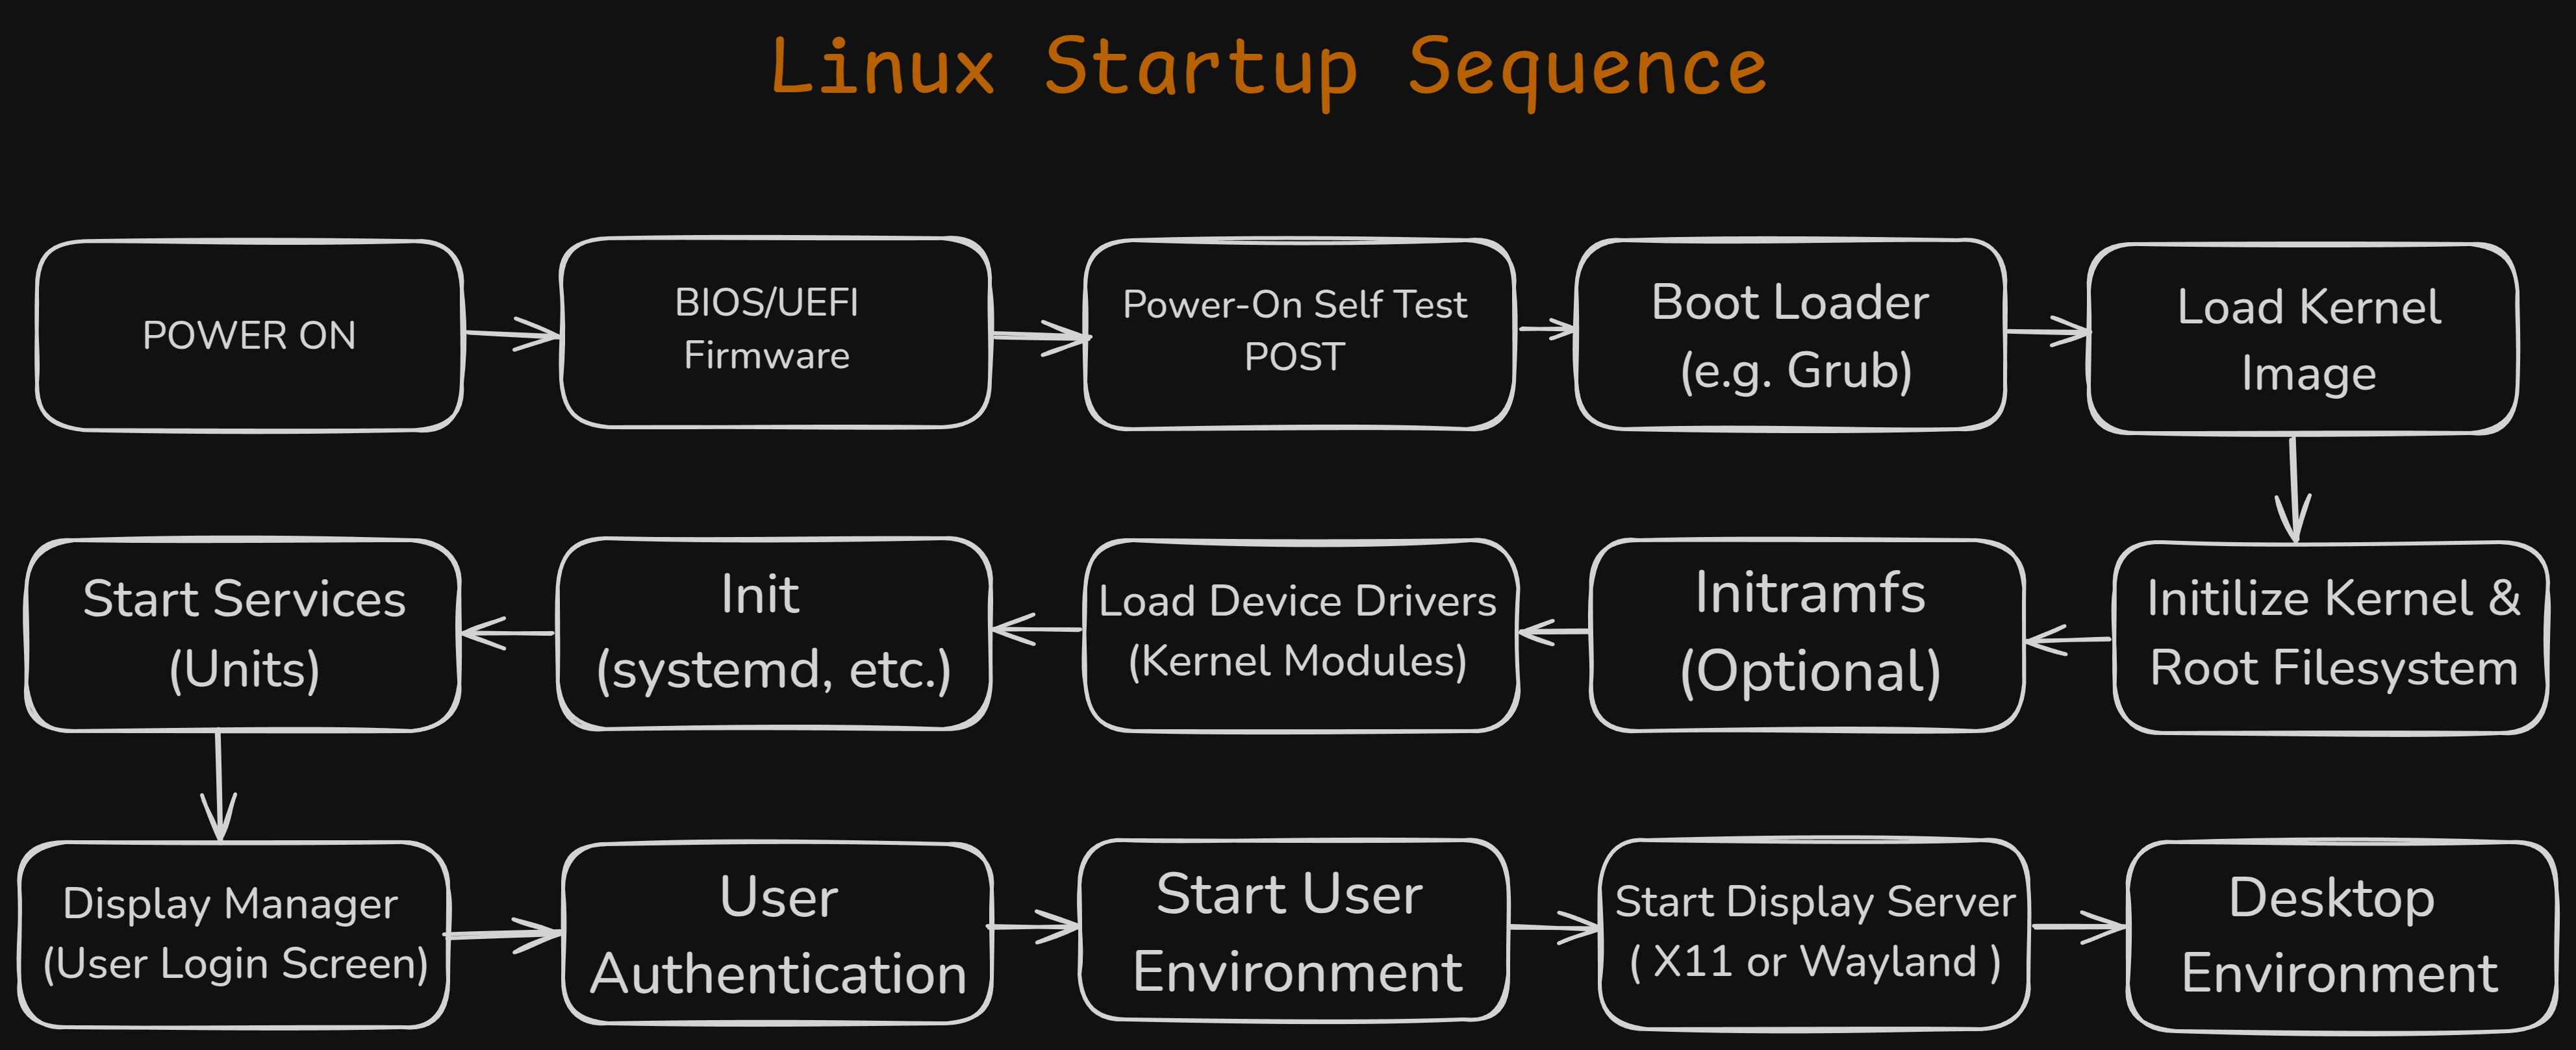 Linux Startup Sequence
POWER ON
BIOS/UEFI
Firmware
Power-On Self Test
POST
Boot Loader
(e.g. Grub)
Load Kernel
Image
Initilize Kernel &
Root Filesystem
Initramfs
(Optional)
Load Device Drivers
(Kernel Modules)
Init
(systemd, etc.)
Start Services
(Units)
Display Manager
(User Login Screen)
User
Authentication
Start User
Environment
Start Display Server
( X11 or Wayland )
Desktop
Environment